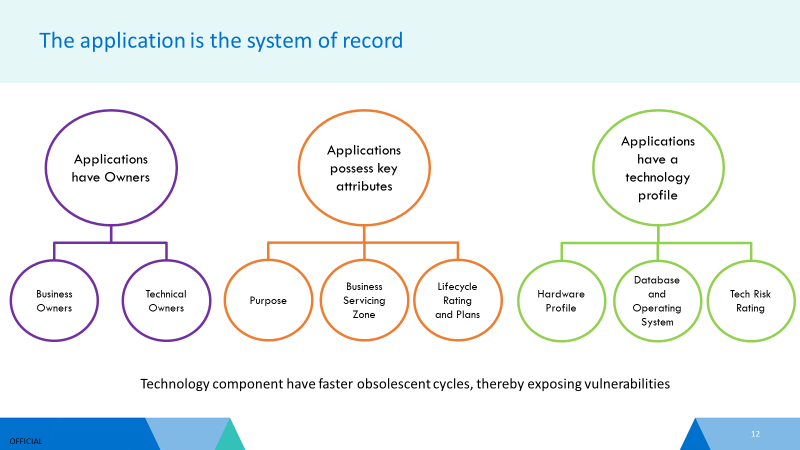 The application is the system of record
Applications
have Owners
Applications
possess key
attributes
Applications
have a
technology
profile
Business
Owners
Technical
Owners
Purpose
Business
Servicing
Zone
Lifecycle
Rating
and Plans
Hardware
Profile
Database
and
Operating
System
Tech Risk
Rating
Technology component have faster obsolescent cycles, thereby exposing vulnerabilities
OFFICIAL
12